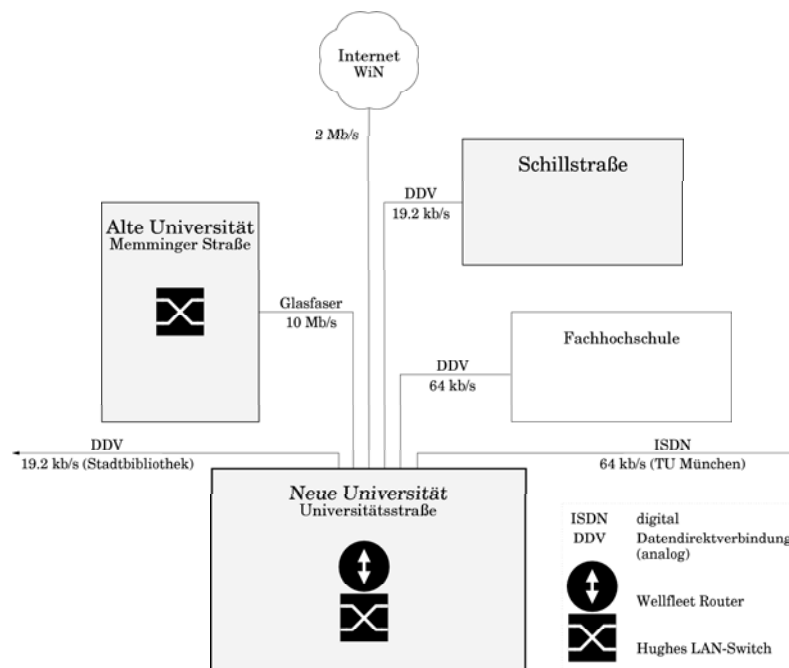 Internet
WiN
2 Mb/s
Schillstraße
DDV
19.2 kb/s
Alte Universität
Memminger Straße
Glasfaser
10 Mb/s
Fachhochschule
DDV
64 kb/s
DDV
19.2 kb/s (Stadtbibliothek)
ISDN
64 kb/s (TU München)
Neue Universität
Universitätsstraße
ISDN digital
DDV Datendirektverbindung
(analog)
Wellfleet Router
Hughes LAN-Switch